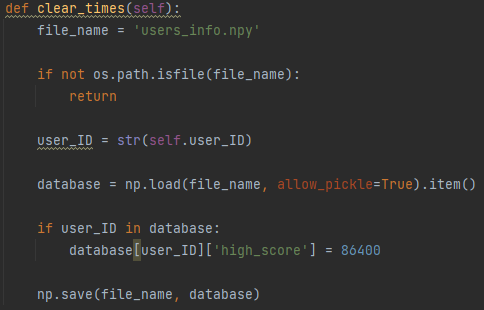 def clear_times(self):
    file_name = 'users_info.npy'

    if not os.path.isfile(file_name):
        return

    user_ID = str(self.user_ID)

    database = np.load(file_name, allow_pickle=True).item()

    if user_ID in database:
        database[user_ID]['high_score'] = 86400

    np.save(file_name, database)